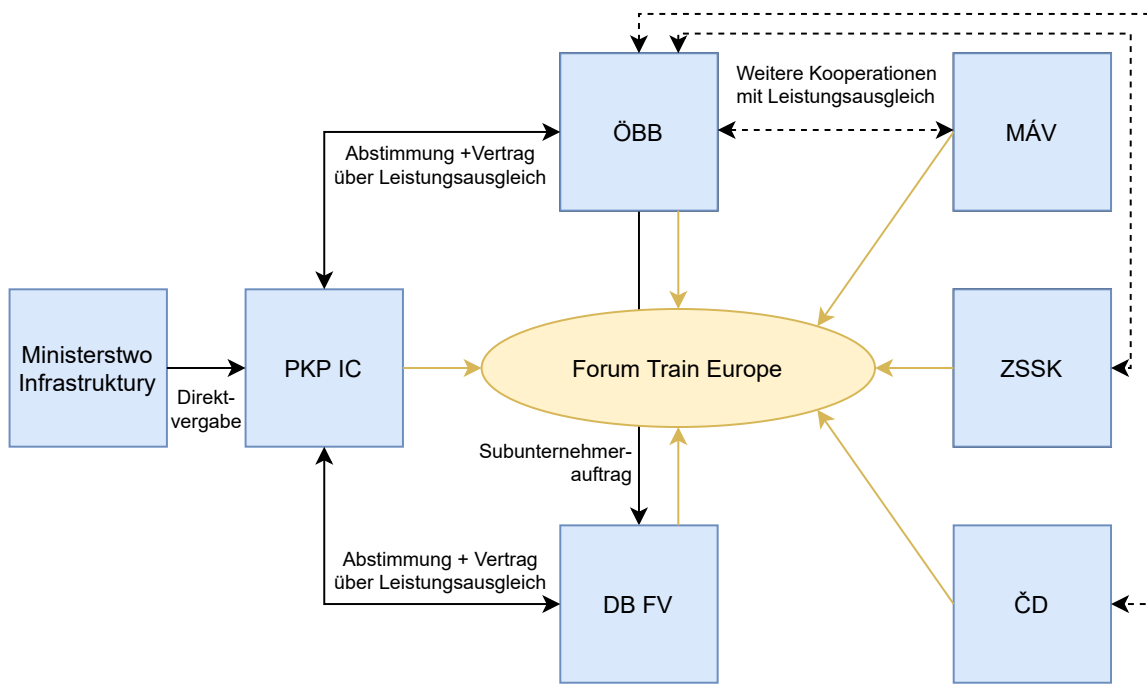 Weitere Kooperationen
mit Leistungsausgleich
ÖBB
MÁV
Abstimmung +Vertrag
über Leistungsausgleich
Ministerstwo
Infrastruktury
Direkt-
vergabe
PKP IC
Forum Train Europe
ZSSK
Subunternehmer-
auftrag
Abstimmung + Vertrag
über Leistungsausgleich
DB FV
ČD